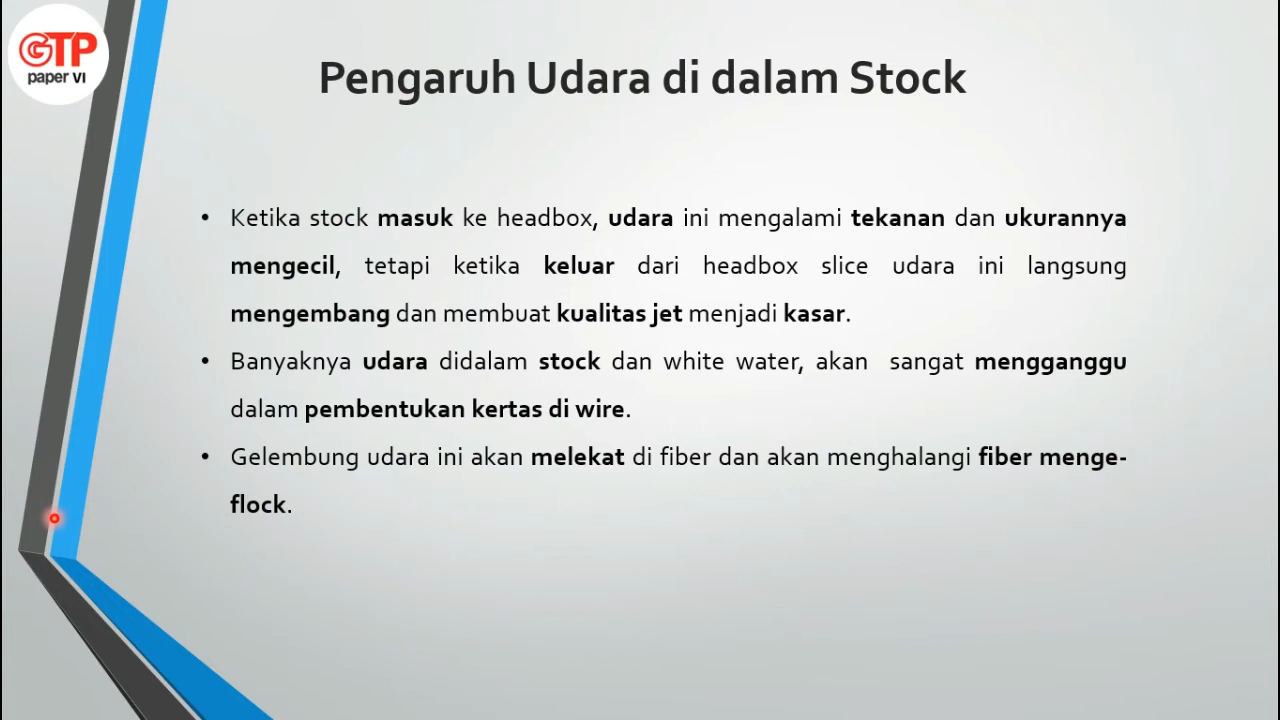 GTP
paper VI
Pengaruh Udara di dalam Stock
• Ketika stock masuk ke headbox, udara ini mengalami tekanan dan ukurannya
mengecil, tetapi ketika keluar dari headbox slice udara ini langsung
mengembang dan membuat kualitas jet menjadi kasar.
• Banyaknya udara didalam stock dan white water, akan sangat mengganggu
dalam pembentukan kertas di wire.
• Gelembung udara ini akan melekat di fiber dan akan menghalangi fiber menge-
flock.